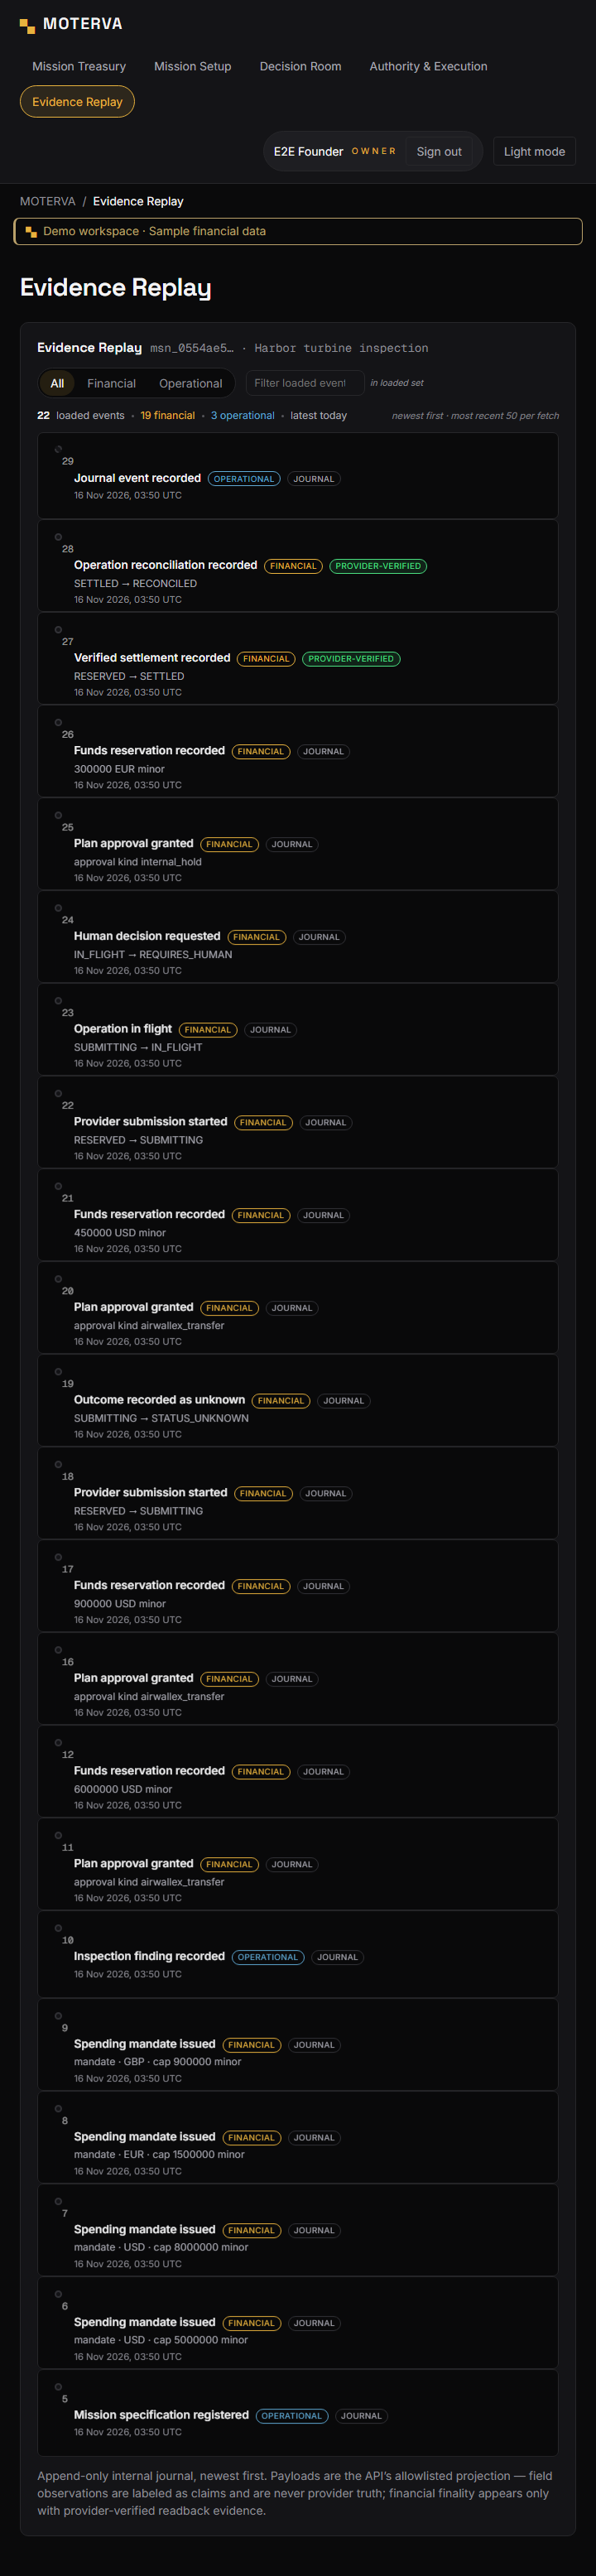 MOTERVA
Mission Treasury Mission Setup Decision Room Authority & Execution
Evidence Replay
E2E Founder OWNER Sign out Light mode
MOTERVA / Evidence Replay
Demo workspace · Sample financial data
Evidence Replay
Evidence Replay msn_0554ae5… · Harbor turbine inspection
All Financial Operational Filter loaded event in loaded set
22 loaded events • 19 financial • 3 operational • latest today newest first · most recent 50 per fetch
29
Journal event recorded OPERATIONAL JOURNAL
16 Nov 2026, 03:50 UTC
28
Operation reconciliation recorded FINANCIAL PROVIDER-VERIFIED
SETTLED → RECONCILED
16 Nov 2026, 03:50 UTC
27
Verified settlement recorded FINANCIAL PROVIDER-VERIFIED
RESERVED → SETTLED
16 Nov 2026, 03:50 UTC
26
Funds reservation recorded FINANCIAL JOURNAL
300000 EUR minor
16 Nov 2026, 03:50 UTC
25
Plan approval granted FINANCIAL JOURNAL
approval kind internal_hold
16 Nov 2026, 03:50 UTC
24
Human decision requested FINANCIAL JOURNAL
IN_FLIGHT → REQUIRES_HUMAN
16 Nov 2026, 03:50 UTC
23
Operation in flight FINANCIAL JOURNAL
SUBMITTING → IN_FLIGHT
16 Nov 2026, 03:50 UTC
22
Provider submission started FINANCIAL JOURNAL
RESERVED → SUBMITTING
16 Nov 2026, 03:50 UTC
21
Funds reservation recorded FINANCIAL JOURNAL
450000 USD minor
16 Nov 2026, 03:50 UTC
20
Plan approval granted FINANCIAL JOURNAL
approval kind airwallex_transfer
16 Nov 2026, 03:50 UTC
19
Outcome recorded as unknown FINANCIAL JOURNAL
SUBMITTING → STATUS_UNKNOWN
16 Nov 2026, 03:50 UTC
18
Provider submission started FINANCIAL JOURNAL
RESERVED → SUBMITTING
16 Nov 2026, 03:50 UTC
17
Funds reservation recorded FINANCIAL JOURNAL
900000 USD minor
16 Nov 2026, 03:50 UTC
16
Plan approval granted FINANCIAL JOURNAL
approval kind airwallex_transfer
16 Nov 2026, 03:50 UTC
12
Funds reservation recorded FINANCIAL JOURNAL
6000000 USD minor
16 Nov 2026, 03:50 UTC
11
Plan approval granted FINANCIAL JOURNAL
approval kind airwallex_transfer
16 Nov 2026, 03:50 UTC
10
Inspection finding recorded OPERATIONAL JOURNAL
16 Nov 2026, 03:50 UTC
9
Spending mandate issued FINANCIAL JOURNAL
mandate · GBP · cap 900000 minor
16 Nov 2026, 03:50 UTC
8
Spending mandate issued FINANCIAL JOURNAL
mandate · EUR · cap 1500000 minor
16 Nov 2026, 03:50 UTC
7
Spending mandate issued FINANCIAL JOURNAL
mandate · USD · cap 8000000 minor
16 Nov 2026, 03:50 UTC
6
Spending mandate issued FINANCIAL JOURNAL
mandate · USD · cap 5000000 minor
16 Nov 2026, 03:50 UTC
5
Mission specification registered OPERATIONAL JOURNAL
16 Nov 2026, 03:50 UTC
Append-only internal journal, newest first. Payloads are the API's allowlisted projection — field
observations are labeled as claims and are never provider truth; financial finality appears only
with provider-verified readback evidence.